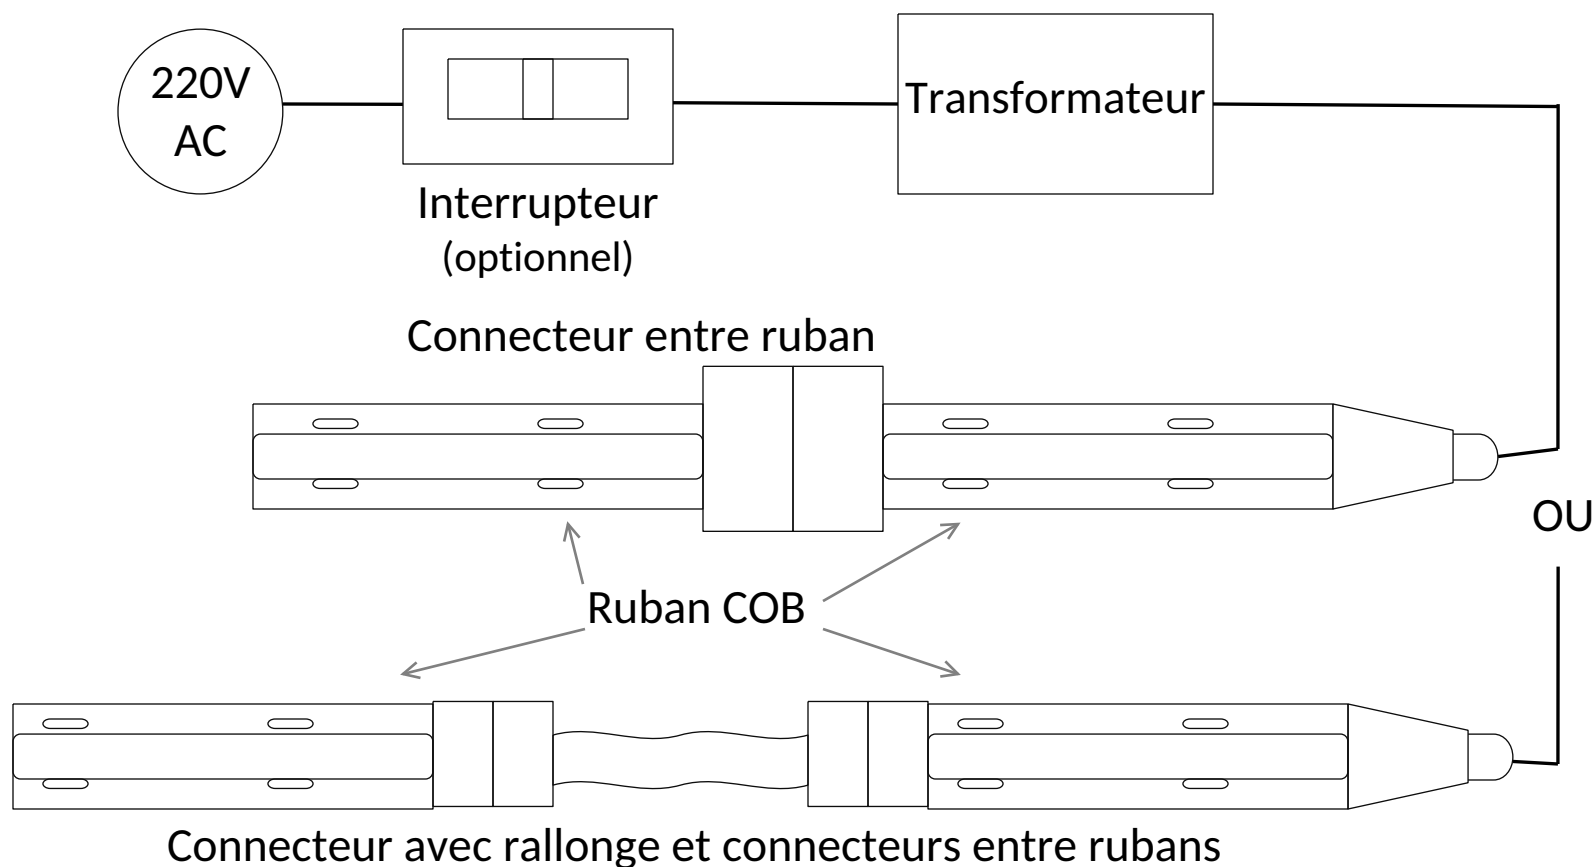 220V
AC
Transformateur
Interrupteur
(optionnel)
Connecteur entre ruban
OU
Ruban COB
Connecteur avec rallonge et connecteurs entre rubans